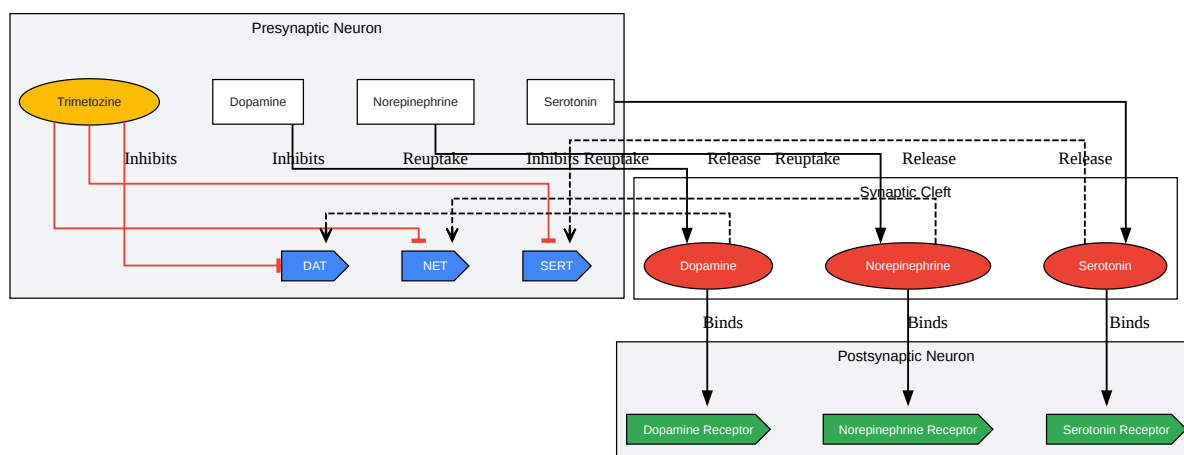 Presynaptic Neuron
Trimetozine
Dopamine
Norepinephrine
Serotonin
Inhibits
Inhibits
Reuptake
Inhibits
Reuptake
Release
Reuptake
Release
Release
Synaptic Cleft
DAT
NET
SERT
Dopamine
Norepinephrine
Serotonin
Binds
Binds
Binds
Postsynaptic Neuron
Dopamine Receptor
Norepinephrine Receptor
Serotonin Receptor